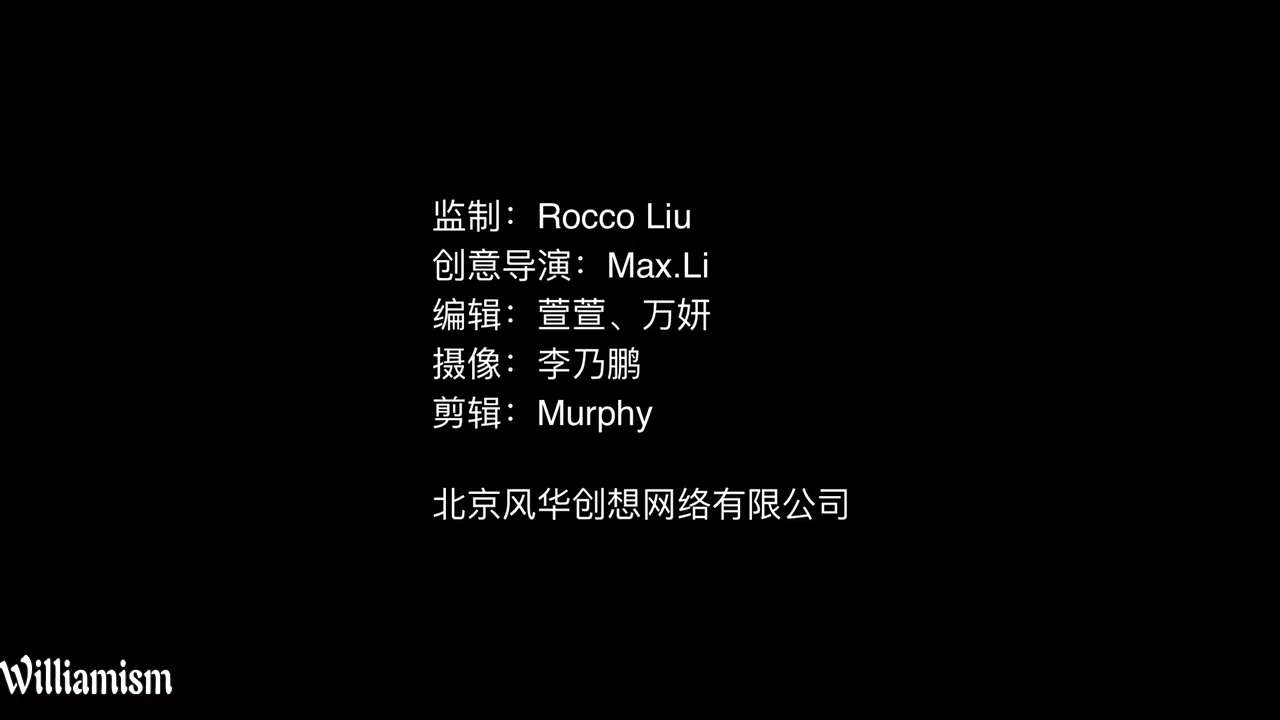 监制：Rocco Liu
创意导演：Max.Li
编辑：萱萱、万妍
摄像：李乃鹏
剪辑：Murphy
北京风华创想网络有限公司
Williamism